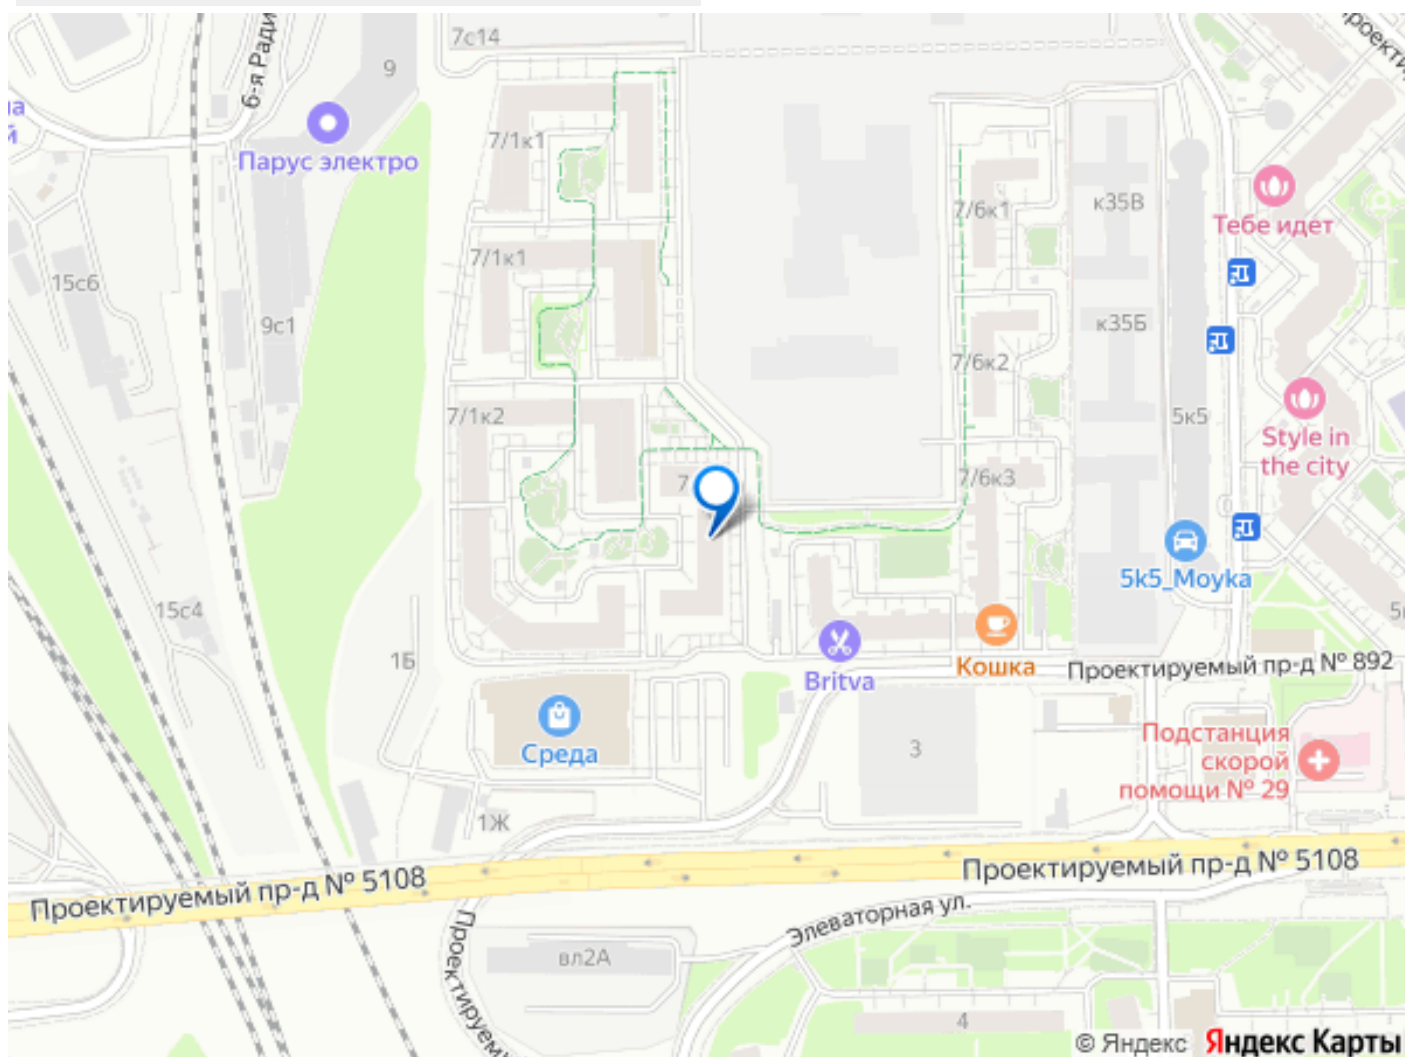 7с14
6-я Ради
9
7/1к1
Парус электро
7/6к1
к35В
Тебе идет
7/1к1
15с6
9с1
к35Б
7/6к2
7/1к2
5к5
Style in
the city
7/6к3
7
5k5_Moyka
15с4
1Б
Britva
Кошка
Проектируемый пр-д № 892
Среда
3
Подстанция
скорой
помощи № 29
1Ж
Проектируемый пр-д № 5108
Проектируемый пр-д № 5108
Элеваторная ул.
вл2А
4
© Яндекс Яндекс Карты